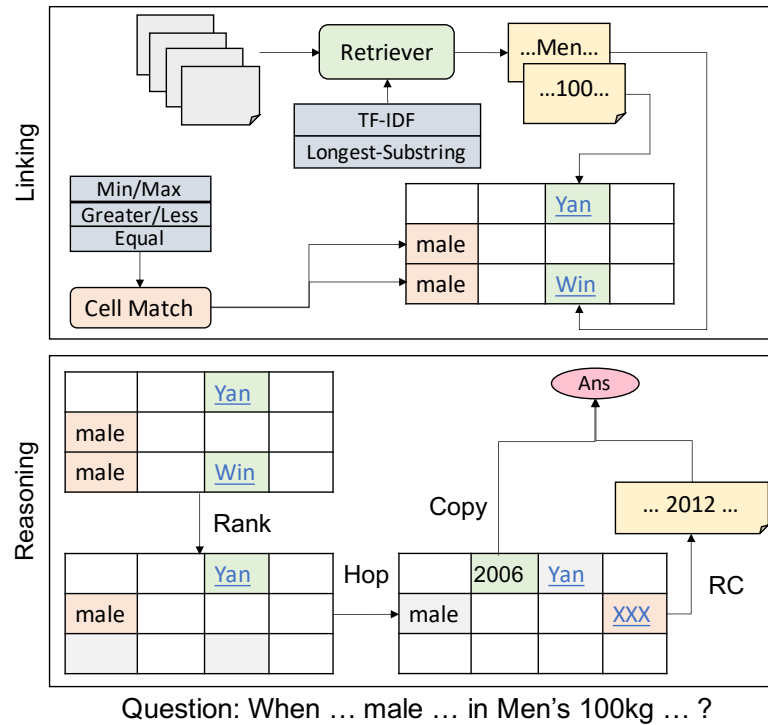 Linking
Retriever
TF-IDF
Longest-Substring
...Men...
...100...
Min/Max
Greater/Less
Equal
Cell Match
Yan
male
male
Win
Reasoning
Yan
male
male
Win
Rank
Yan
male
Hop
2006
Yan
male
XXX
Copy
RC
... 2012 ...
Ans
Question: When ... male ... in Men's 100kg ... ?